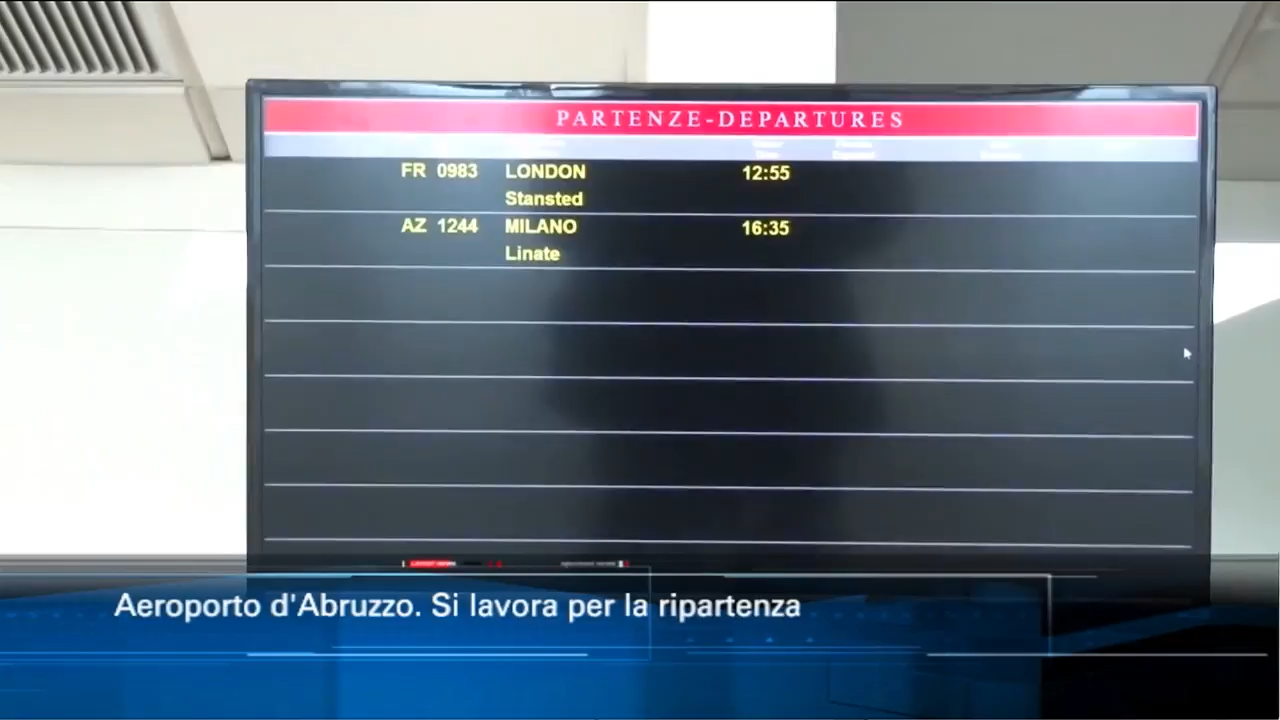 PARTENZE-DEPARTURES
FR 0983 LONDON 12:55
Stansted
AZ 1244 MILANO 16:35
Linate
Aeroporto d'Abruzzo. Si lavora per la ripartenza